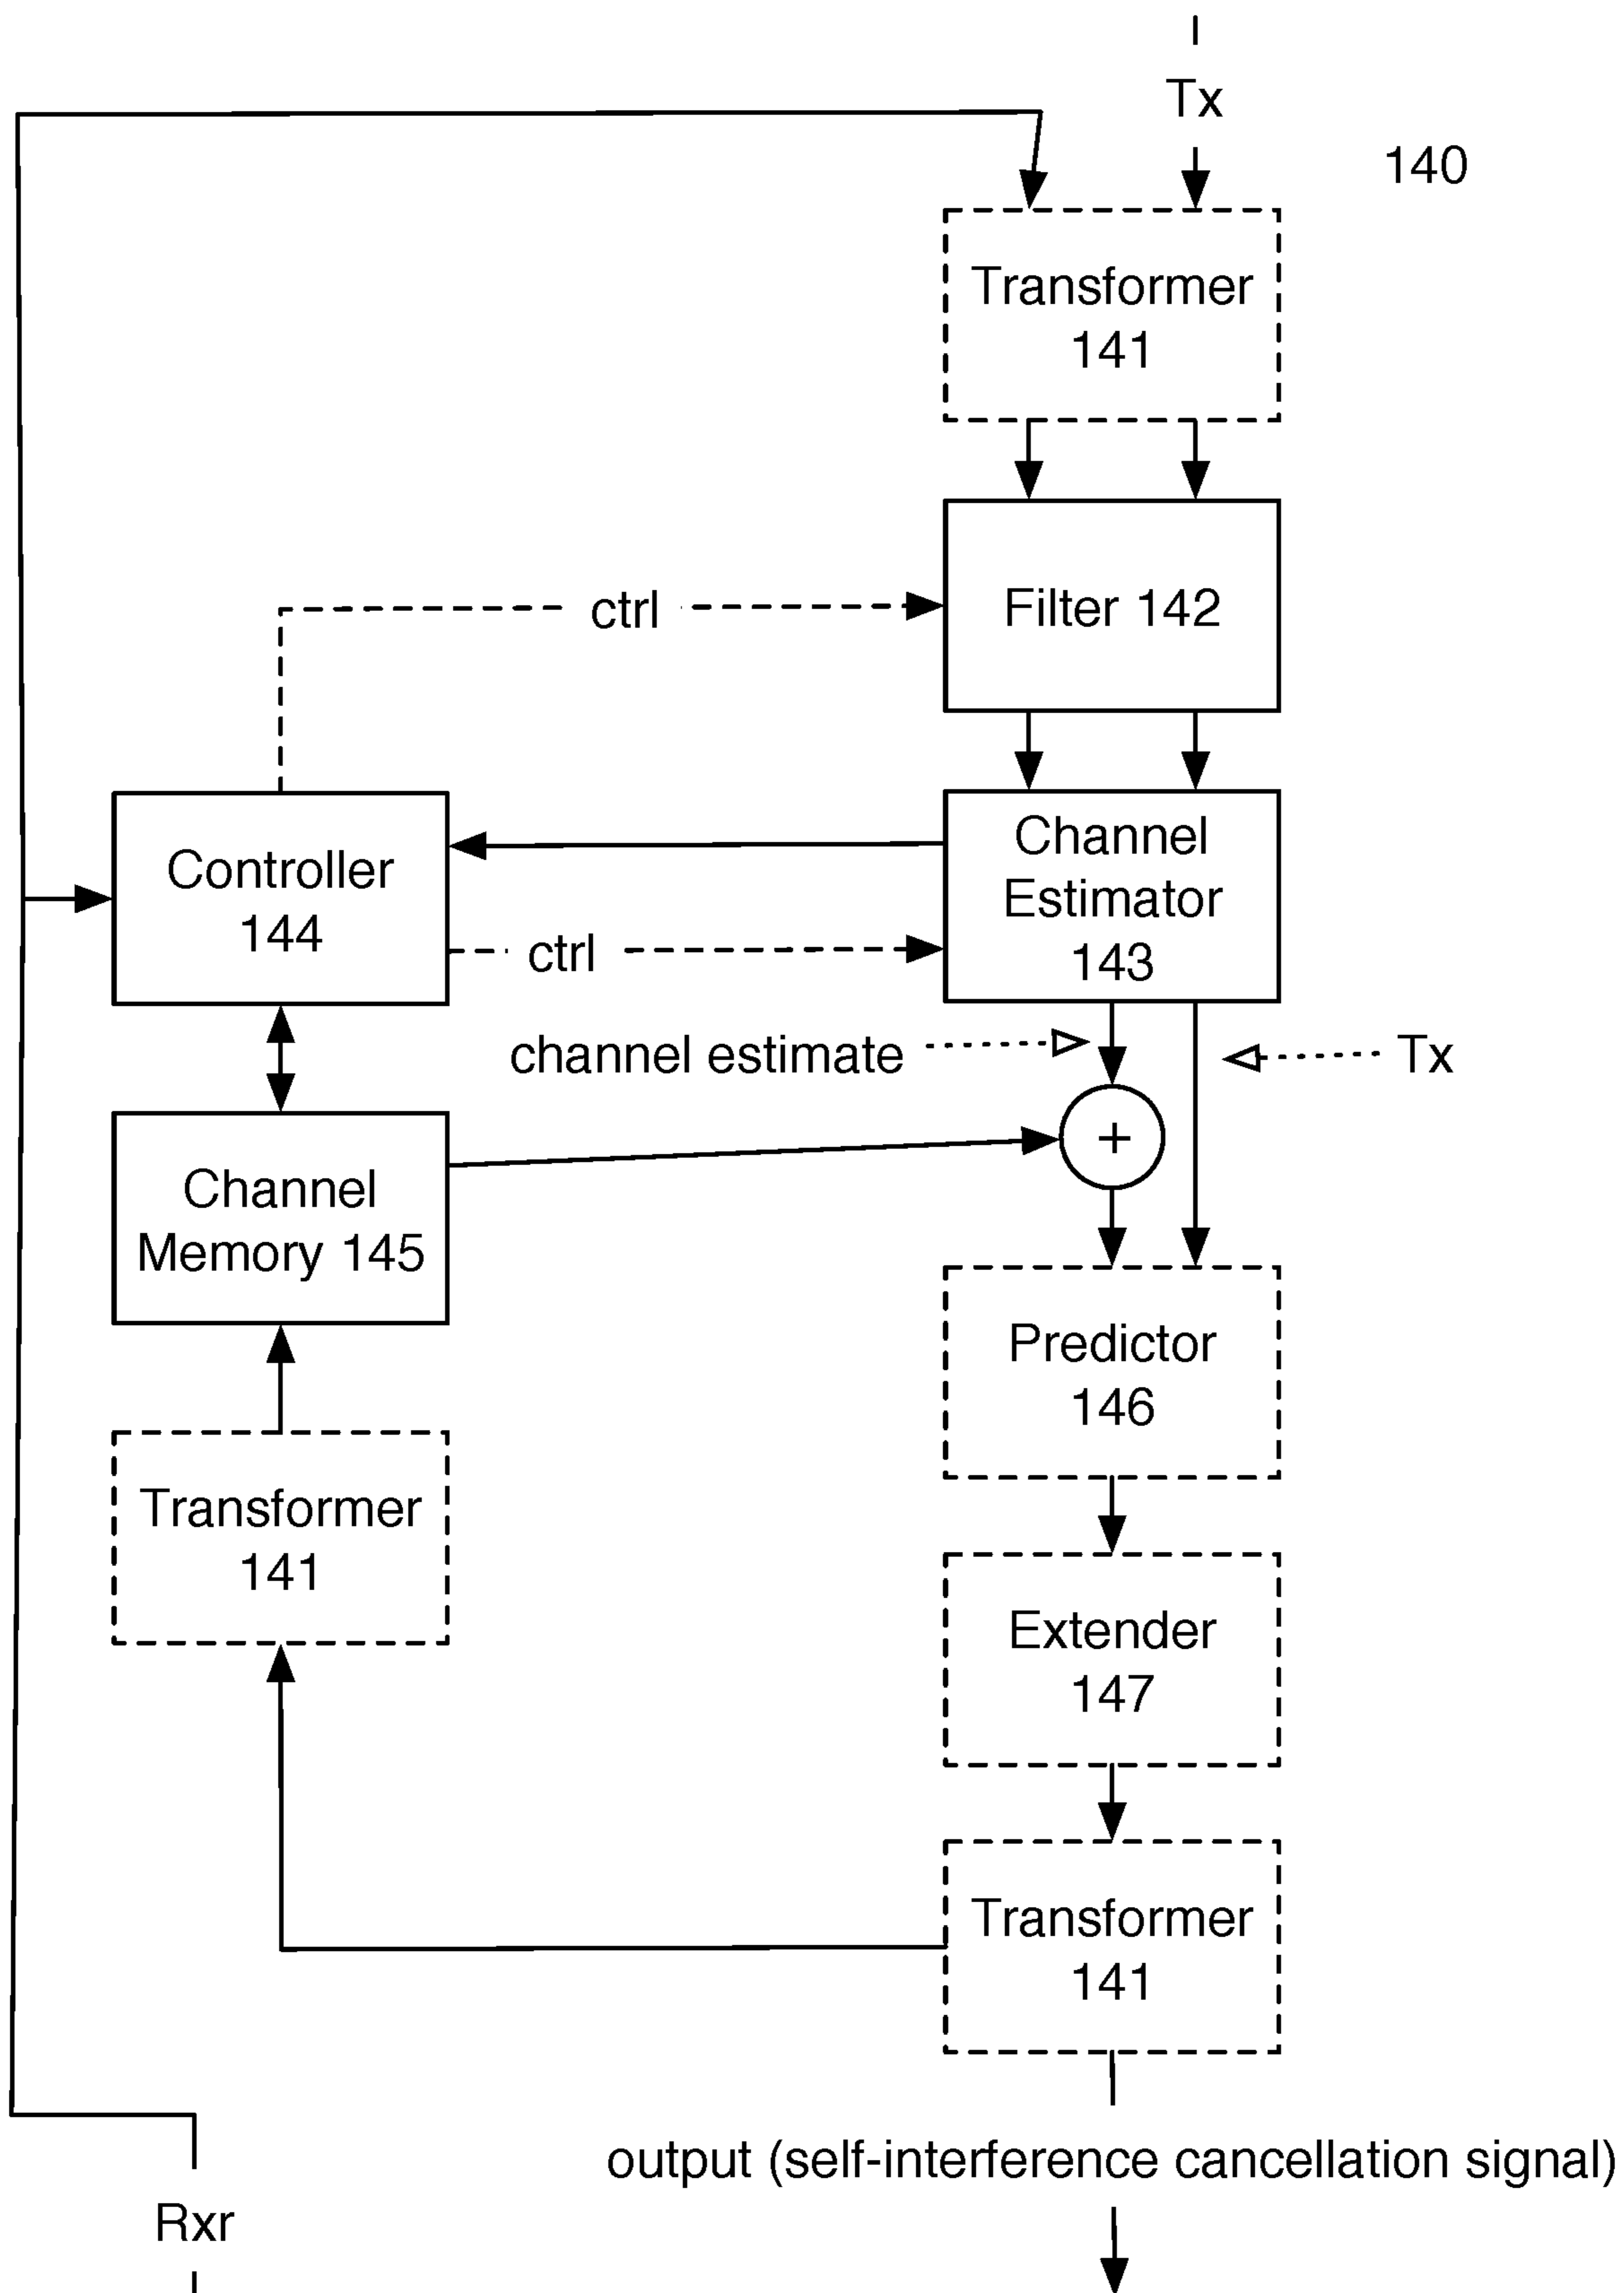 Tx
140
Transformer
141
ctrl
Filter 142
Controller
144
Channel
Estimator
143
ctrl
channel estimate
Tx
+
Channel
Memory 145
Predictor
146
Transformer
141
Extender
147
Transformer
141
output (self-interference cancellation signal)
Rxr